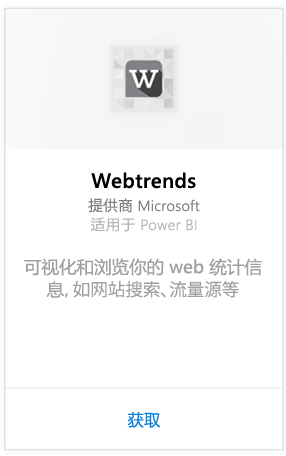 W
Webtrends
提供商 Microsoft
适用于 Power BI
可视化和浏览你的 web 统计信
息, 如网站搜索、流量源等
获取